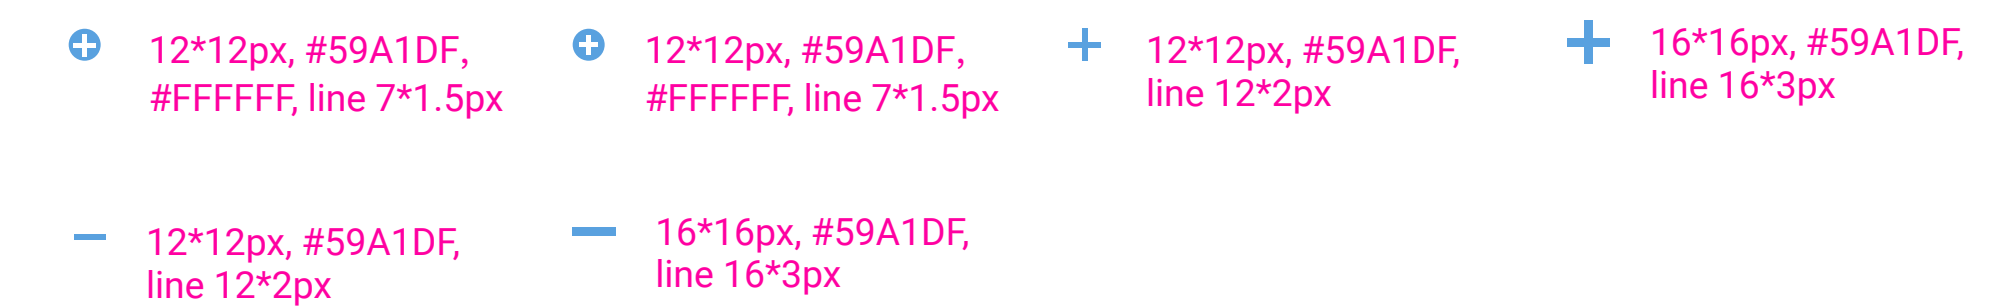 12*12px, #59A1DF,
#FFFFFF, line 7*1.5px
12*12px, #59A1DF,
#FFFFFF, line 7*1.5px
12*12px, #59A1DF,
line 12*2px
16*16px, #59A1DF,
line 16*3px
12*12px, #59A1DF,
line 12*2px
16*16px, #59A1DF,
line 16*3px